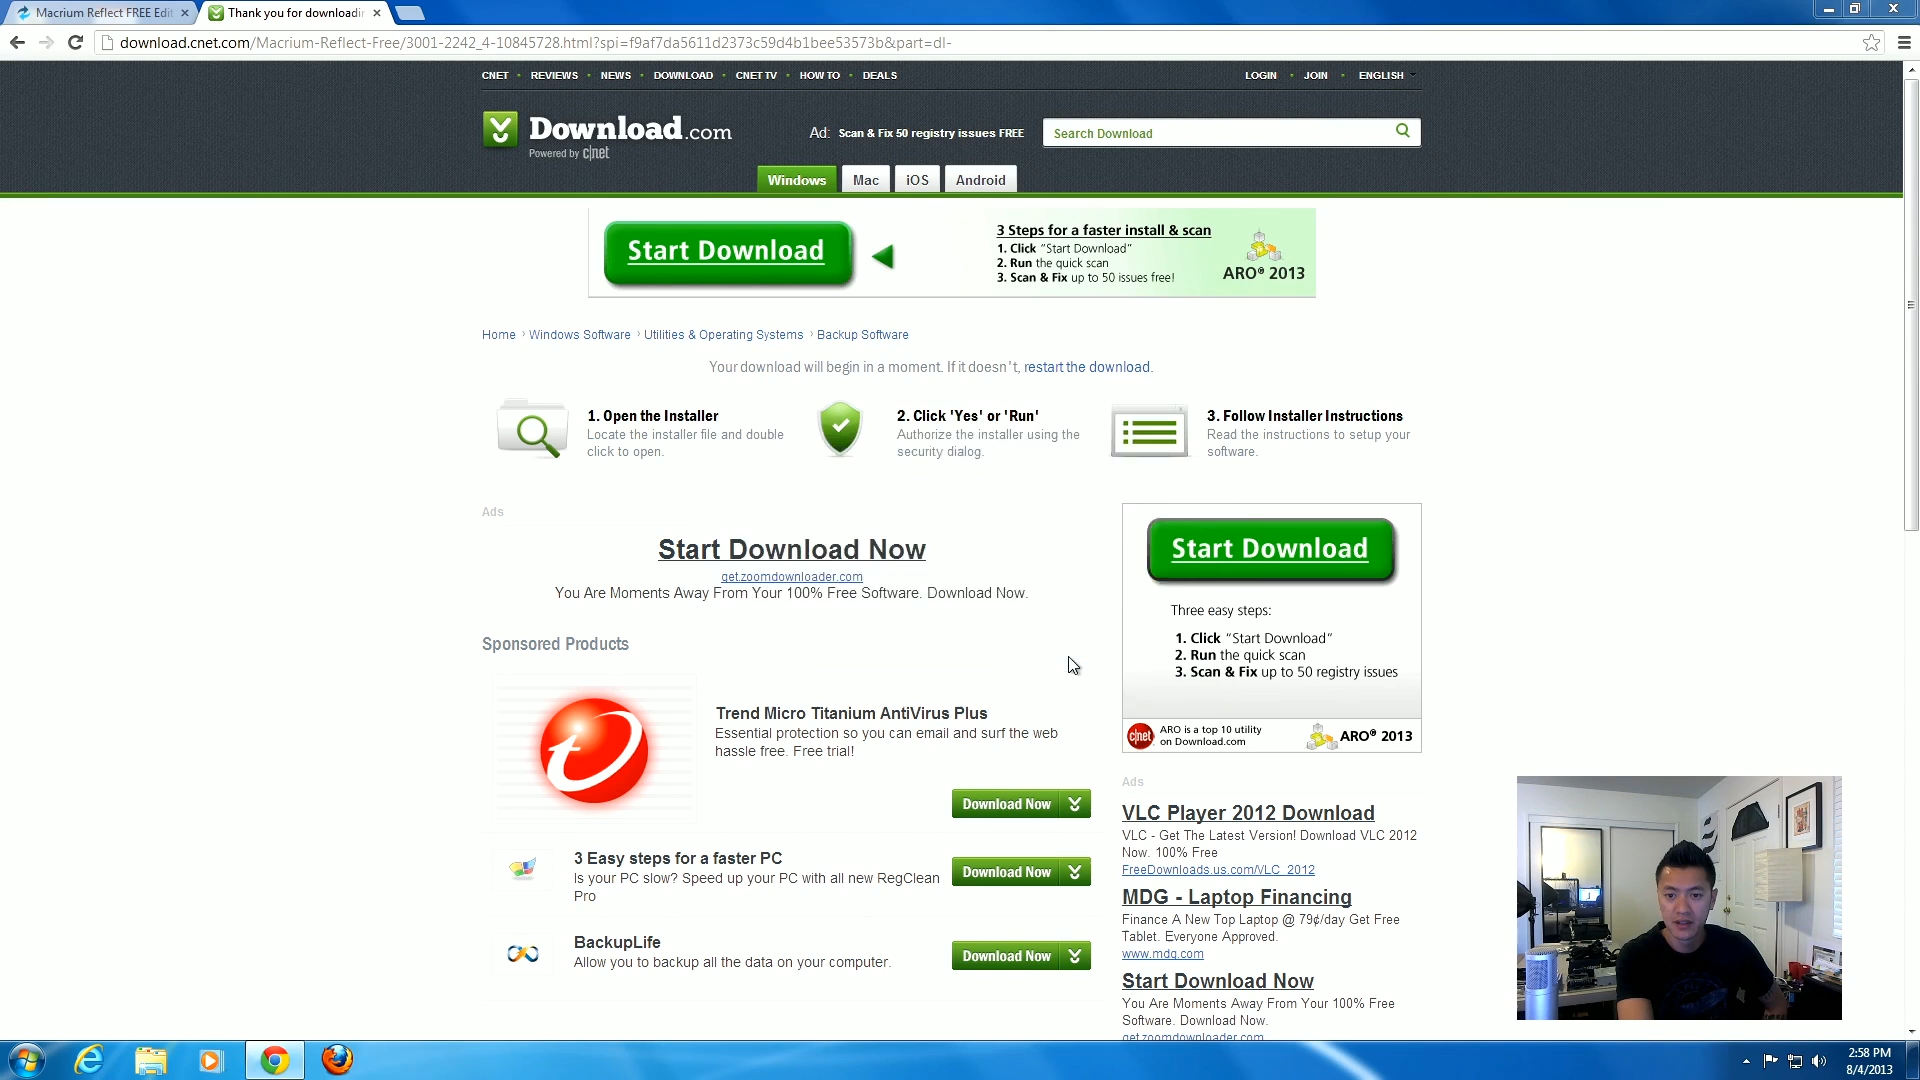 Macrium Reflect FREE Edit
Thank you for downloadin
download.cnet.com/Macrium-Reflect-Free/3001-2242_4-10845728.html?spi=f9af7da5611d2373c59d4b1bee53573b&part=dl-
CNET • REVIEWS • NEWS • DOWNLOAD • CNET TV • HOW TO • DEALS
LOGIN • JOIN • ENGLISH
Download.com
Powered by c|net
Ad: Scan & Fix 50 registry issues FREE
Search Download
Windows
Mac
iOS
Android
Start Download
3 Steps for a faster install & scan
1. Click “Start Download”
2. Run the quick scan
3. Scan & Fix up to 50 issues free!
ARO® 2013
Home › Windows Software › Utilities & Operating Systems › Backup Software
Your download will begin in a moment. If it doesn't, restart the download.
1. Open the Installer
Locate the installer file and double
click to open.
2. Click 'Yes' or 'Run'
Authorize the installer using the
security dialog.
3. Follow Installer Instructions
Read the instructions to setup your
software.
Ads
Start Download Now
get.zoomdownloader.com
You Are Moments Away From Your 100% Free Software. Download Now.
Sponsored Products
Trend Micro Titanium AntiVirus Plus
Essential protection so you can email and surf the web
hassle free. Free trial!
Download Now
3 Easy steps for a faster PC
Is your PC slow? Speed up your PC with all new RegClean
Pro
Download Now
BackupLife
Allow you to backup all the data on your computer.
Download Now
Start Download
Three easy steps:
1. Click “Start Download”
2. Run the quick scan
3. Scan & Fix up to 50 registry issues
c|net
ARO is a top 10 utility
on Download.com
ARO® 2013
Ads
VLC Player 2012 Download
VLC - Get The Latest Version! Download VLC 2012
Now. 100% Free
FreeDownloads.us.com/VLC_2012
MDG - Laptop Financing
Finance A New Top Laptop @ 79¢/day Get Free
Tablet. Everyone Approved.
www.mdg.com
Start Download Now
You Are Moments Away From Your 100% Free
Software. Download Now.
get.zoomdownloader.com
2:58 PM
8/4/2013